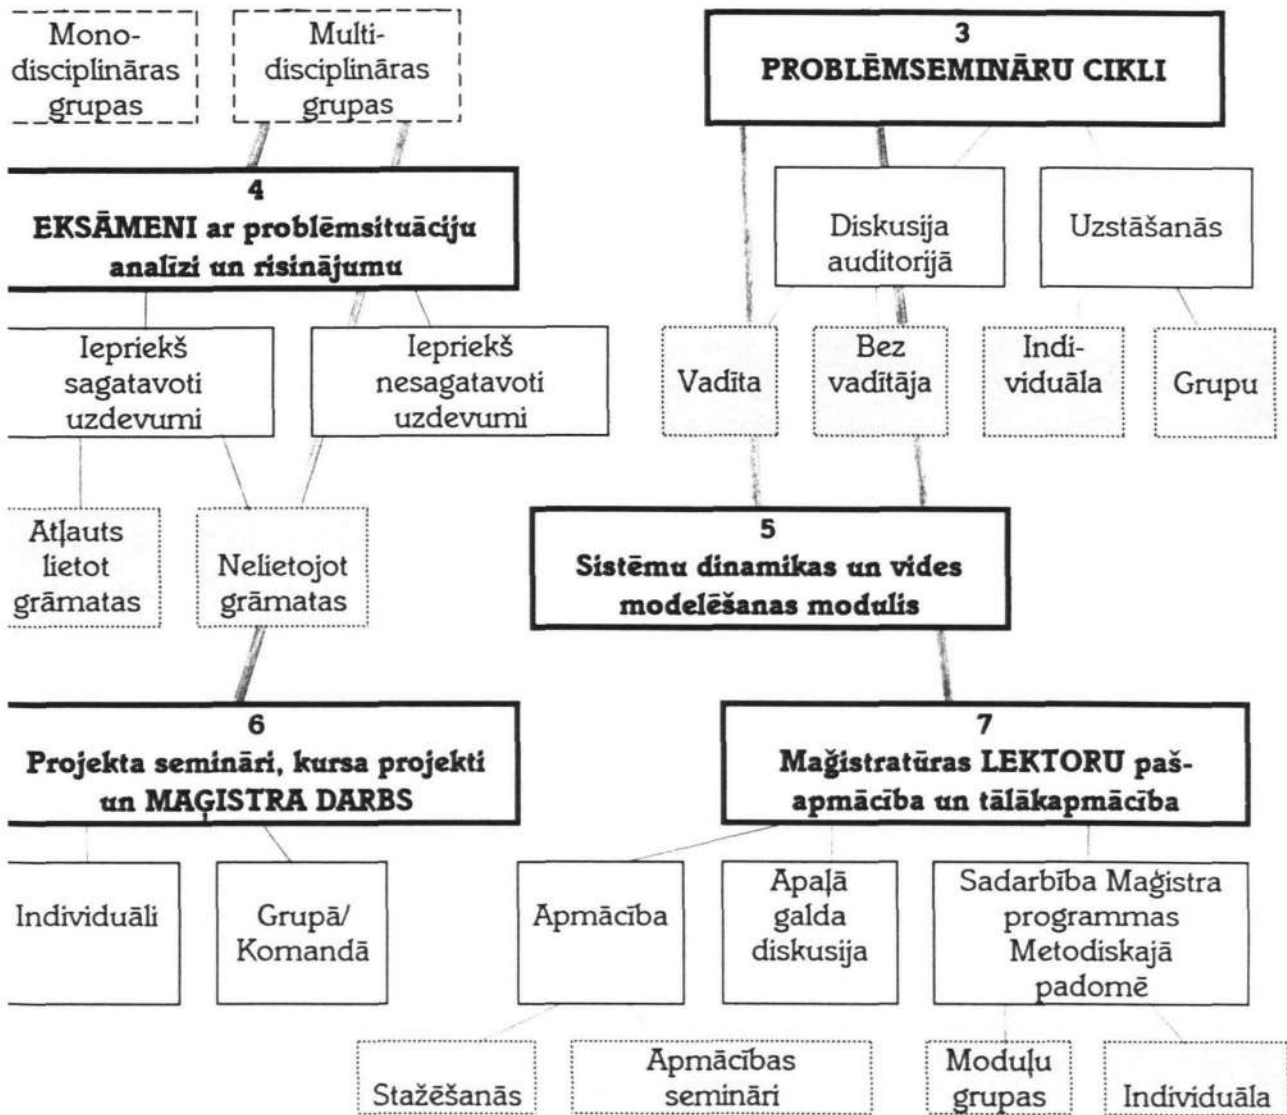 Mono-
disciplināras
grupas
Multi-
disciplināras
grupas
3
PROBLĒMSEMINĀRU CIKLI
4
EKSĀMENI ar problēmsituāciju
analīzi un risinājumu
Diskusija
auditorijā
Uzstāšanās
Iepriekš
sagatavoti
uzdevumi
Iepriekš
nesagatavoti
uzdevumi
Vadīta
Bez
vadītāja
Indi-
viduāla
Grupu
Atļauts
lietot
grāmatas
Nelietojot
grāmatas
5
Sistēmu dinamikas un vides
modelēšanas modulis
6
Projekta semināri, kursa projekti
un MAĢISTRA DARBS
7
Maģistratūras LEKTORU paš-
apmācība un tālākapmācība
Individuāli
Grupā/
Komandā
Apmācība
Apaļā
galda
diskusija
Sadarbība Maģistra
programmas
Metodiskajā
padomē
Stažēšanās
Apmācības
semināri
Moduļu
grupas
Individuāla